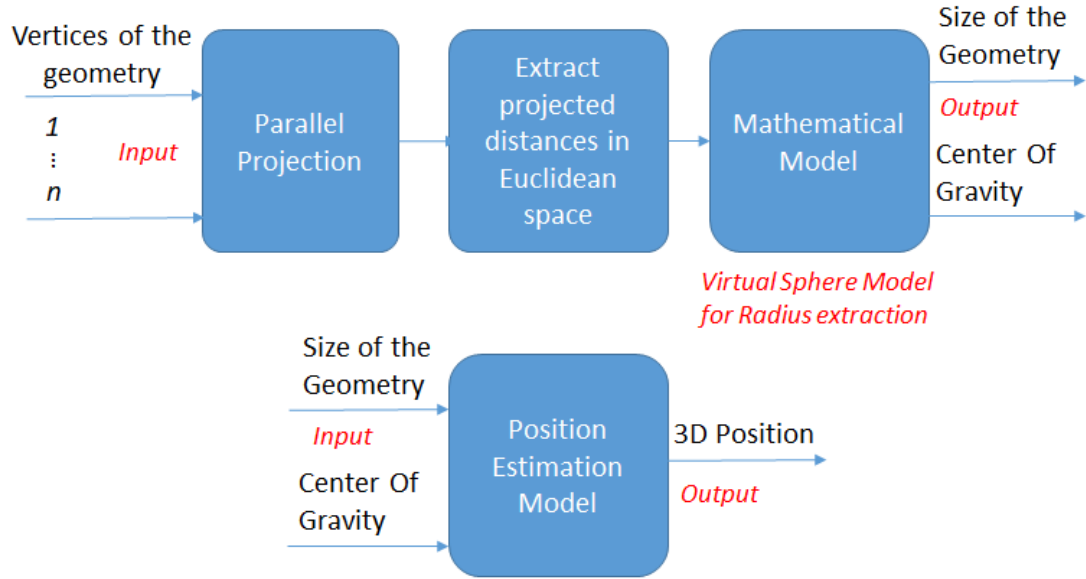 Vertices of the
geometry
1
⋮
n
Input
Parallel
Projection
Extract
projected
distances in
Euclidean
space
Mathematical
Model
Size of the
Geometry
Output
Center Of
Gravity
Virtual Sphere Model
for Radius extraction
Size of the
Geometry
Input
Center Of
Gravity
Position
Estimation
Model
3D Position
Output